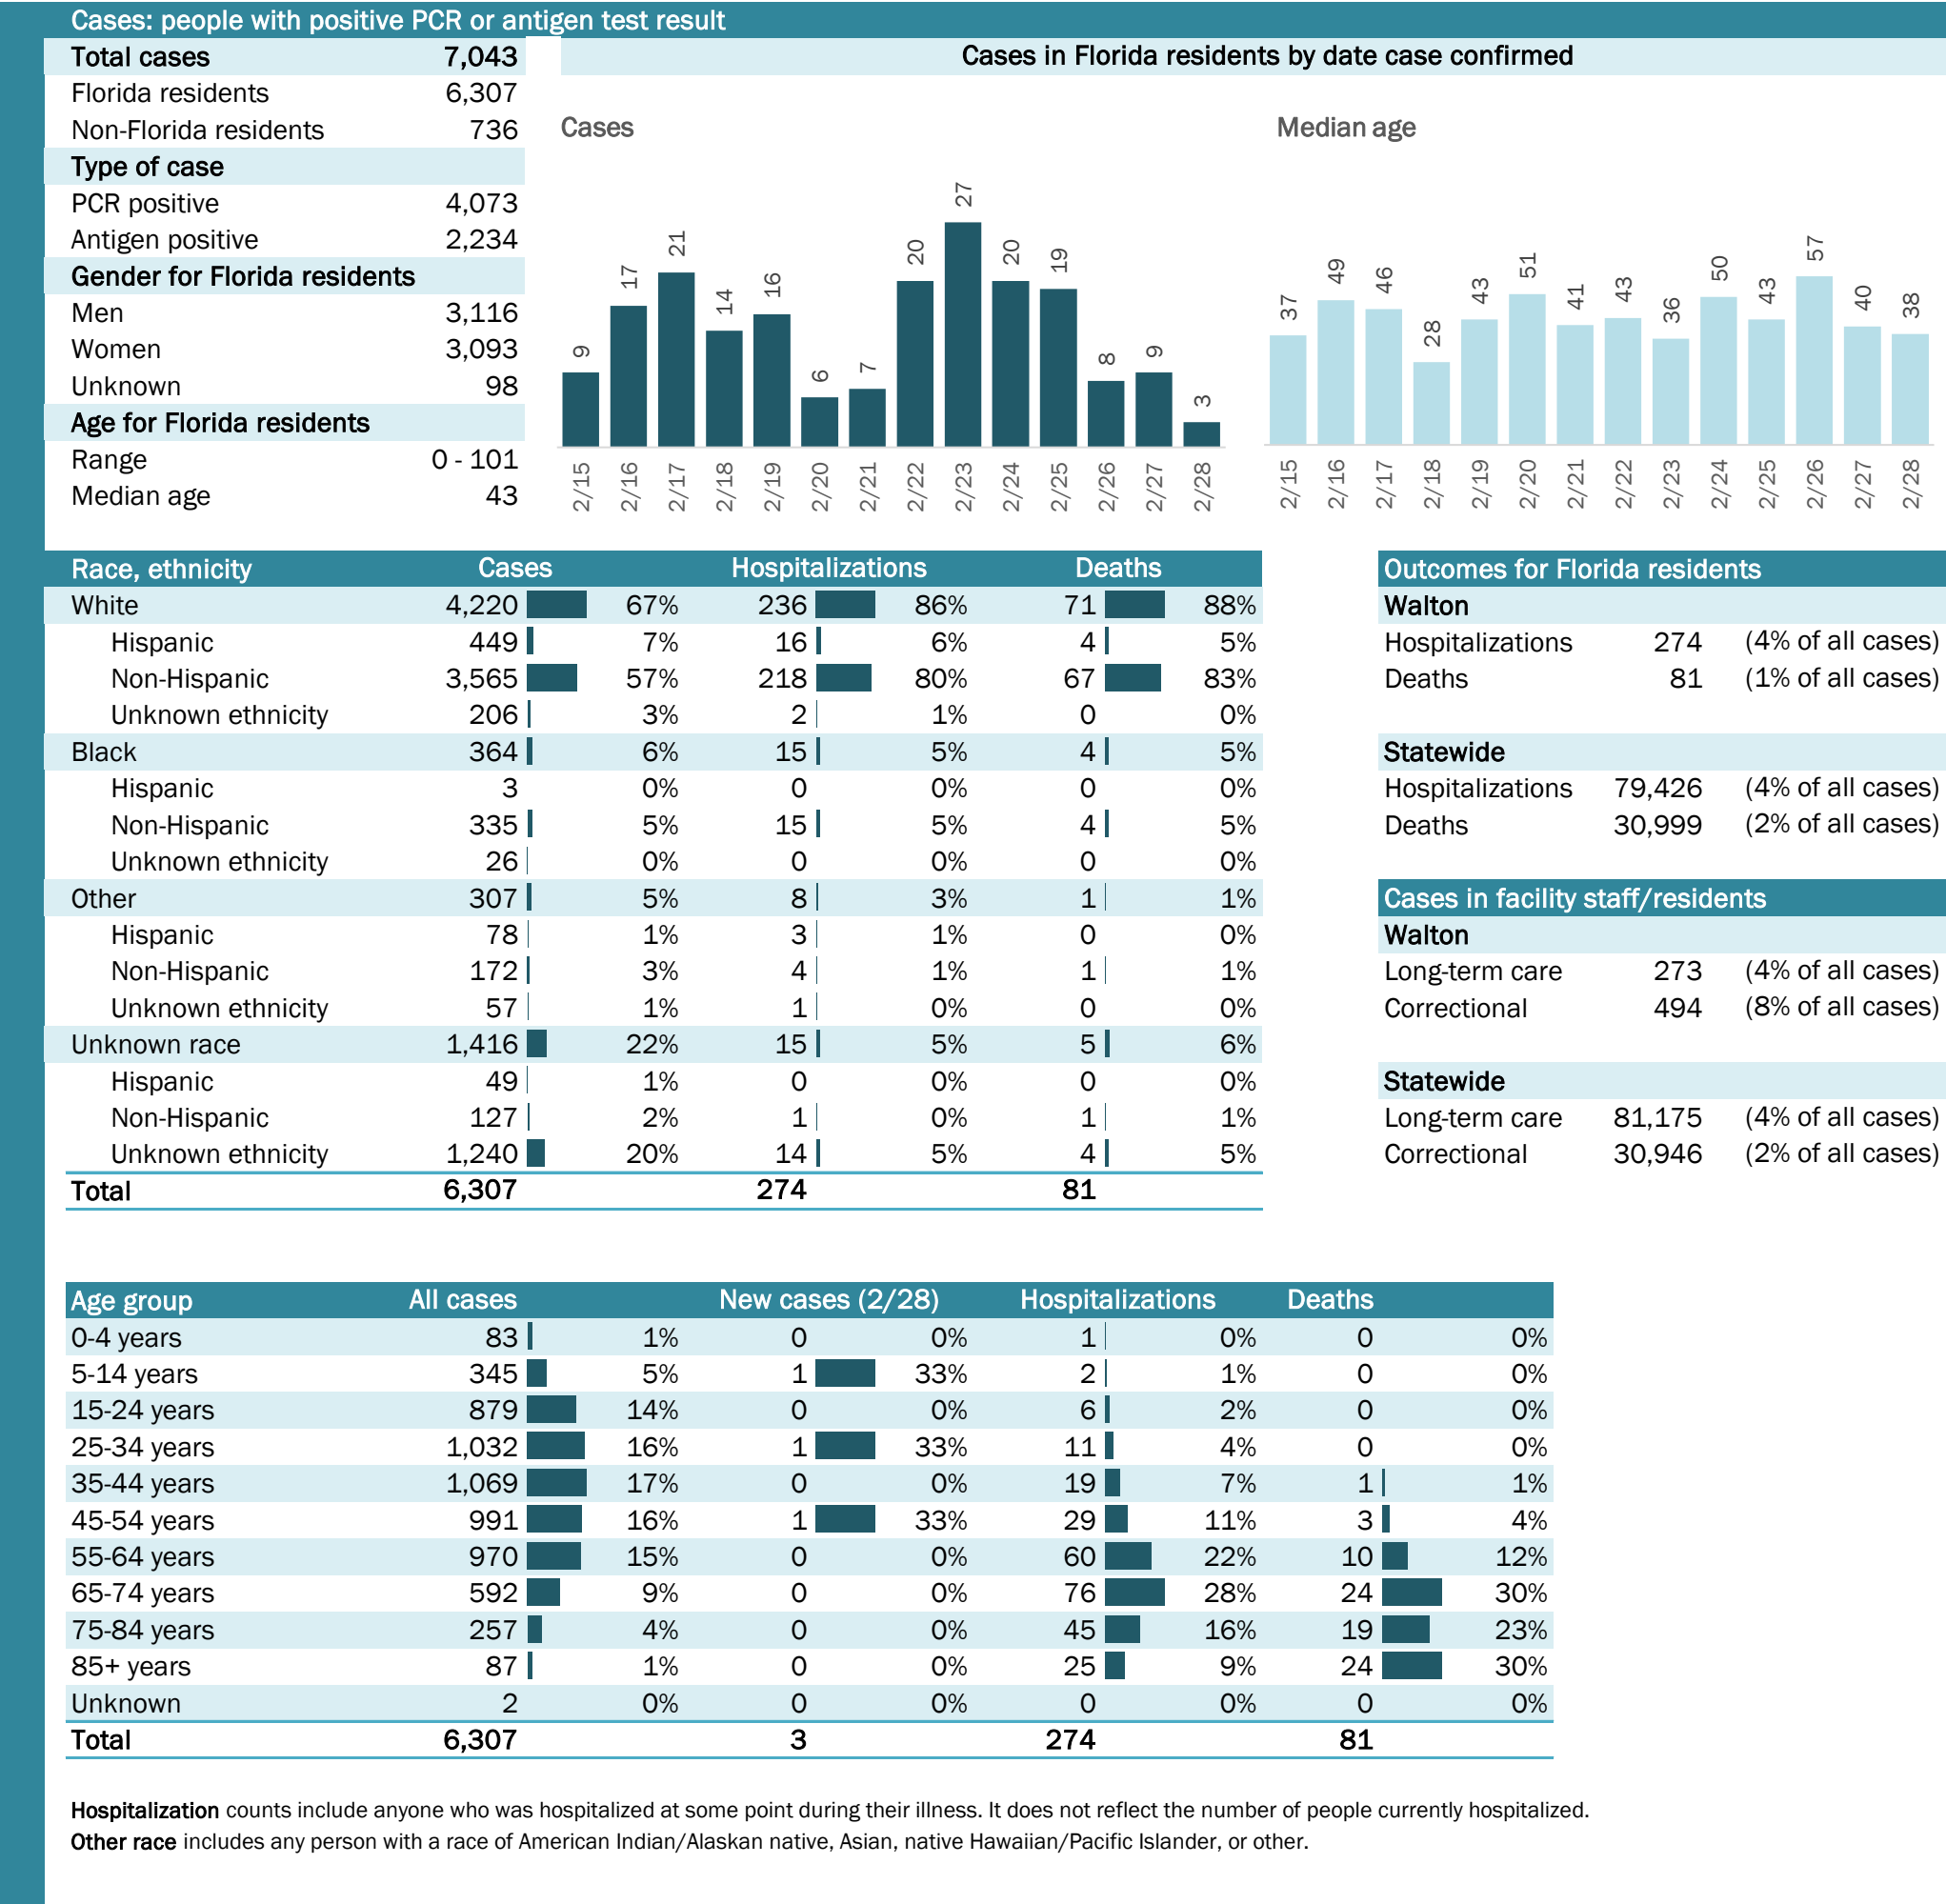 Cases: people with positive PCR or antigen test result
Total cases 7,043
Florida residents 6,307
Non-Florida residents 736
Type of case
PCR positive 4,073
Antigen positive 2,234
Gender for Florida residents
Men 3,116
Women 3,093
Unknown 98
Age for Florida residents
Range 0 - 101
Median age 43
Cases in Florida residents by date case confirmed
Cases
9 17 21 14 16 6 7 20 27 20 19 8 9 3
2/15 2/16 2/17 2/18 2/19 2/20 2/21 2/22 2/23 2/24 2/25 2/26 2/27 2/28
Median age
37 49 46 28 43 51 41 43 36 50 43 57 40 38
2/15 2/16 2/17 2/18 2/19 2/20 2/21 2/22 2/23 2/24 2/25 2/26 2/27 2/28
Race, ethnicity Cases Hospitalizations Deaths
White 4,220 67% 236 86% 71 88%
Hispanic 449 7% 16 6% 4 5%
Non-Hispanic 3,565 57% 218 80% 67 83%
Unknown ethnicity 206 3% 2 1% 0 0%
Black 364 6% 15 5% 4 5%
Hispanic 3 0% 0 0% 0 0%
Non-Hispanic 335 5% 15 5% 4 5%
Unknown ethnicity 26 0% 0 0% 0 0%
Other 307 5% 8 3% 1 1%
Hispanic 78 1% 3 1% 0 0%
Non-Hispanic 172 3% 4 1% 1 1%
Unknown ethnicity 57 1% 1 0% 0 0%
Unknown race 1,416 22% 15 5% 5 6%
Hispanic 49 1% 0 0% 0 0%
Non-Hispanic 127 2% 1 0% 1 1%
Unknown ethnicity 1,240 20% 14 5% 4 5%
Total 6,307 274 81
Outcomes for Florida residents
Walton
Hospitalizations 274 (4% of all cases)
Deaths 81 (1% of all cases)
Statewide
Hospitalizations 79,426 (4% of all cases)
Deaths 30,999 (2% of all cases)
Cases in facility staff/residents
Walton
Long-term care 273 (4% of all cases)
Correctional 494 (8% of all cases)
Statewide
Long-term care 81,175 (4% of all cases)
Correctional 30,946 (2% of all cases)
Age group All cases New cases (2/28) Hospitalizations Deaths
0-4 years 83 1% 0 0% 1 0% 0 0%
5-14 years 345 5% 1 33% 2 1% 0 0%
15-24 years 879 14% 0 0% 6 2% 0 0%
25-34 years 1,032 16% 1 33% 11 4% 0 0%
35-44 years 1,069 17% 0 0% 19 7% 1 1%
45-54 years 991 16% 1 33% 29 11% 3 4%
55-64 years 970 15% 0 0% 60 22% 10 12%
65-74 years 592 9% 0 0% 76 28% 24 30%
75-84 years 257 4% 0 0% 45 16% 19 23%
85+ years 87 1% 0 0% 25 9% 24 30%
Unknown 2 0% 0 0% 0 0% 0 0%
Total 6,307 3 274 81
Hospitalization counts include anyone who was hospitalized at some point during their illness. It does not reflect the number of people currently hospitalized.
Other race includes any person with a race of American Indian/Alaskan native, Asian, native Hawaiian/Pacific Islander, or other.